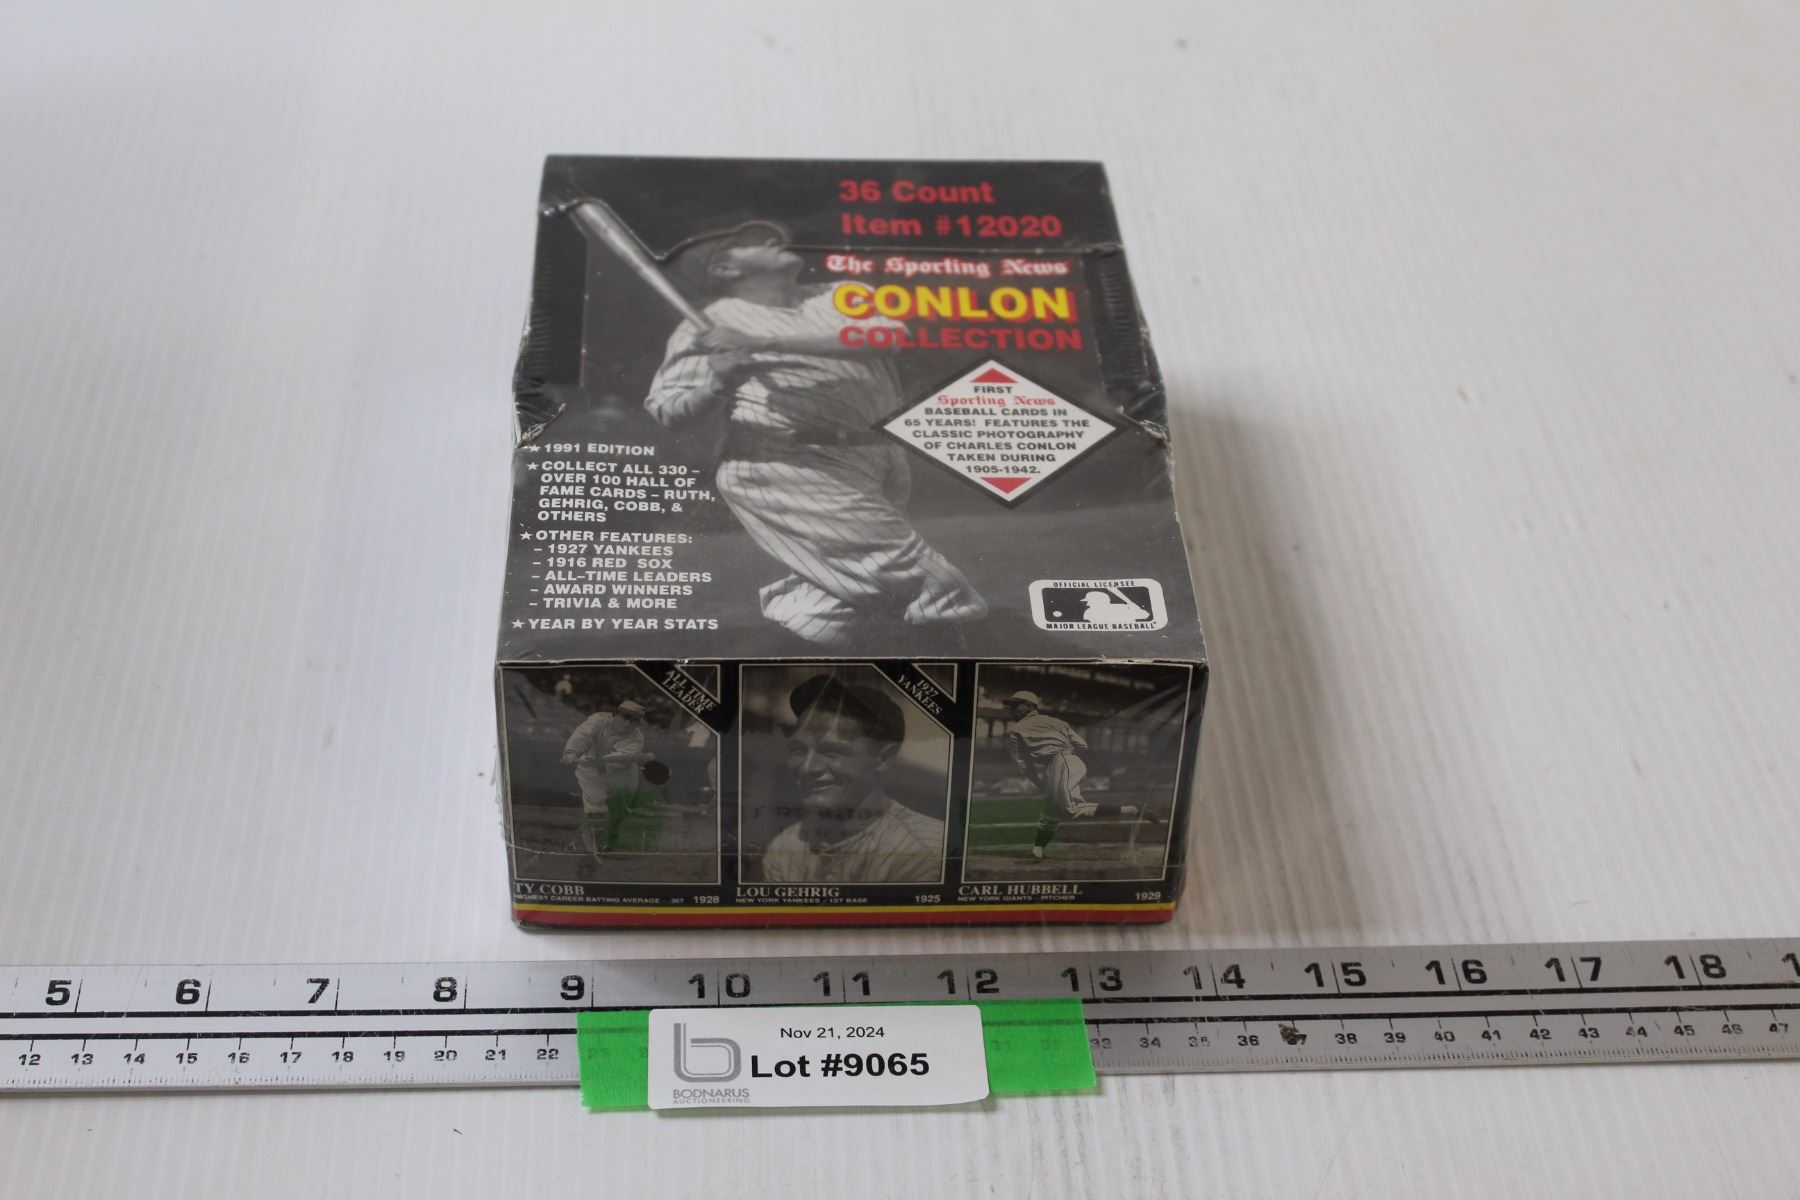 36 Count
Item #12020
The Sporting News
CONLON
COLLECTION
FIRST
Sporting News
BASEBALL CARDS IN
65 YEARS! FEATURES THE
CLASSIC PHOTOGRAPHY
OF CHARLES CONLON
TAKEN DURING
1905-1942.
★ 1991 EDITION
★ COLLECT ALL 330 –
OVER 100 HALL OF
FAME CARDS – RUTH,
GEHRIG, COBB, &
OTHERS
★ OTHER FEATURES:
– 1927 YANKEES
– 1916 RED SOX
– ALL–TIME LEADERS
– AWARD WINNERS
– TRIVIA & MORE
★ YEAR BY YEAR STATS
OFFICIAL LICENSEE
MAJOR LEAGUE BASEBALL
ALL TIME
LEADER
TY COBB
HIGHEST CAREER BATTING AVERAGE - .367 1928
1927
YANKEES
LOU GEHRIG
NEW YORK YANKEES - 1ST BASE 1925
CARL HUBBELL
NEW YORK GIANTS - PITCHER 1929
5 6 7 8 9 10 11 12 13 14 15 16 17 18
12 13 14 15 16 17 18 19 20 21 22 33 34 35 36 37 38 39 40 41 42 43 44 45 46 47
Nov 21, 2024
Lot #9065
BODNARUS
AUCTIONEERING